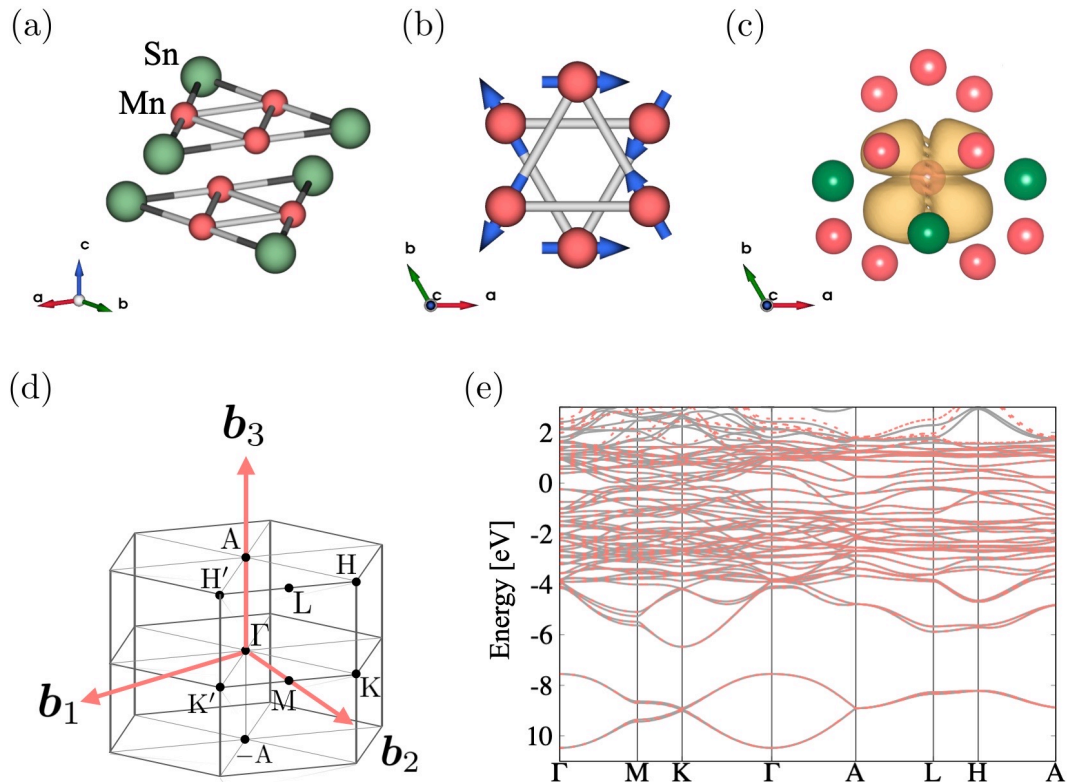 (a)
Sn
Mn
c
a
b
(b)
b
c
a
(c)
b
c
a
(d)
b3
A
H′
H
L
Γ
K′
M
K
b1
−A
b2
(e)
Energy [eV]
2
0
-2
-4
-6
-8
10
Γ M K Γ A L H A